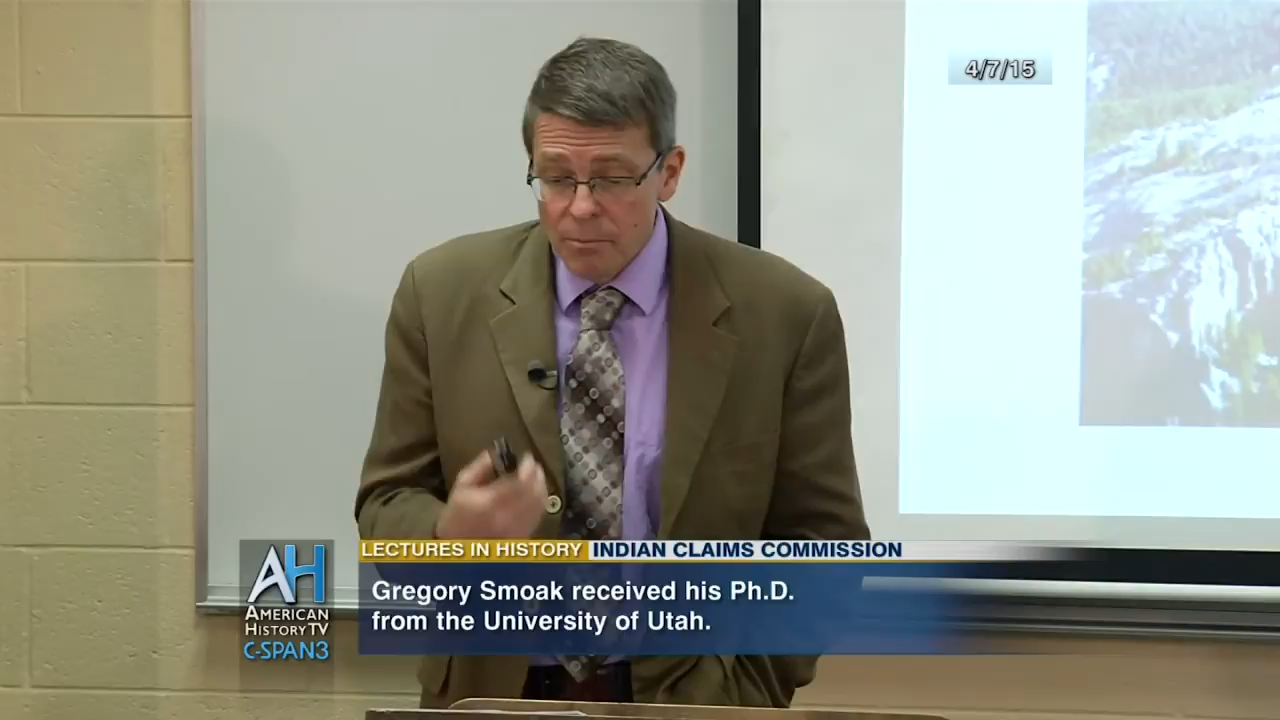 4/7/15
LECTURES IN HISTORY INDIAN CLAIMS COMMISSION
AH
AMERICAN
HISTORY TV
C-SPAN3
Gregory Smoak received his Ph.D.
from the University of Utah.